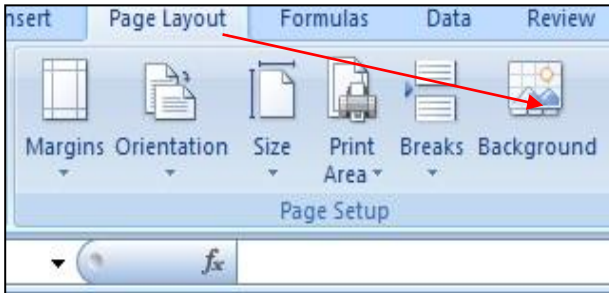 nsert Page Layout Formulas Data Review
Margins Orientation Size Print Area Breaks Background
Page Setup
fx